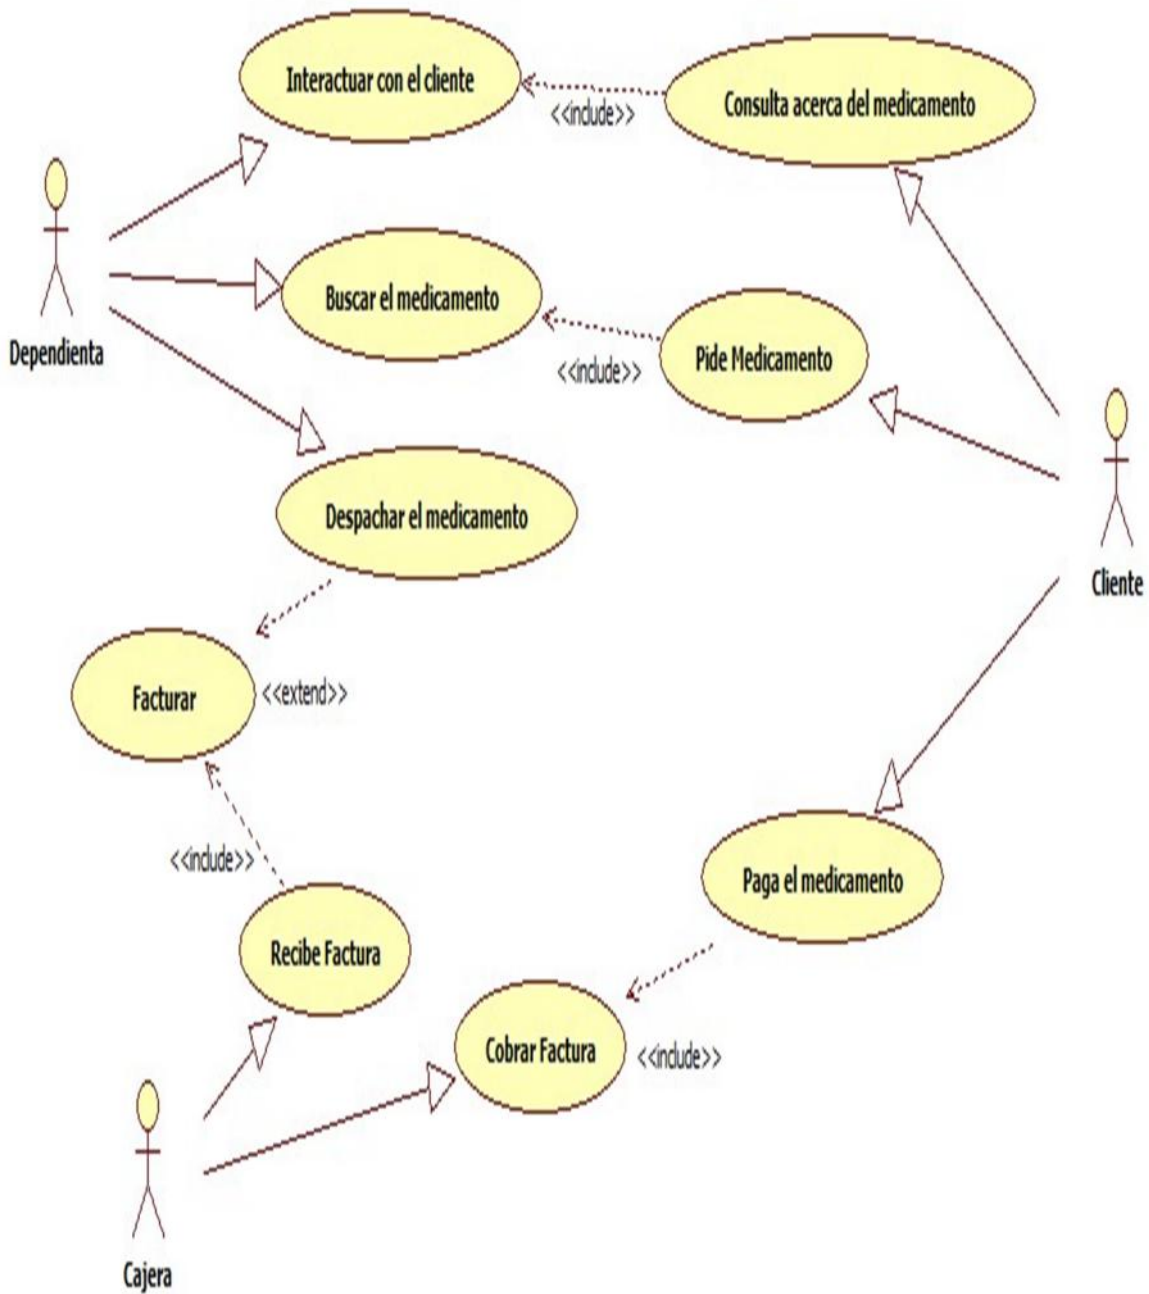 Interactuar con el cliente
Consulta acerca del medicamento
<<include>>
Buscar el medicamento
Dependienta
Pide Medicamento
<<include>>
Despachar el medicamento
Cliente
Facturar
<<extend>>
<<include>>
Paga el medicamento
Recibe Factura
Cobrar Factura
<<include>>
Cajera